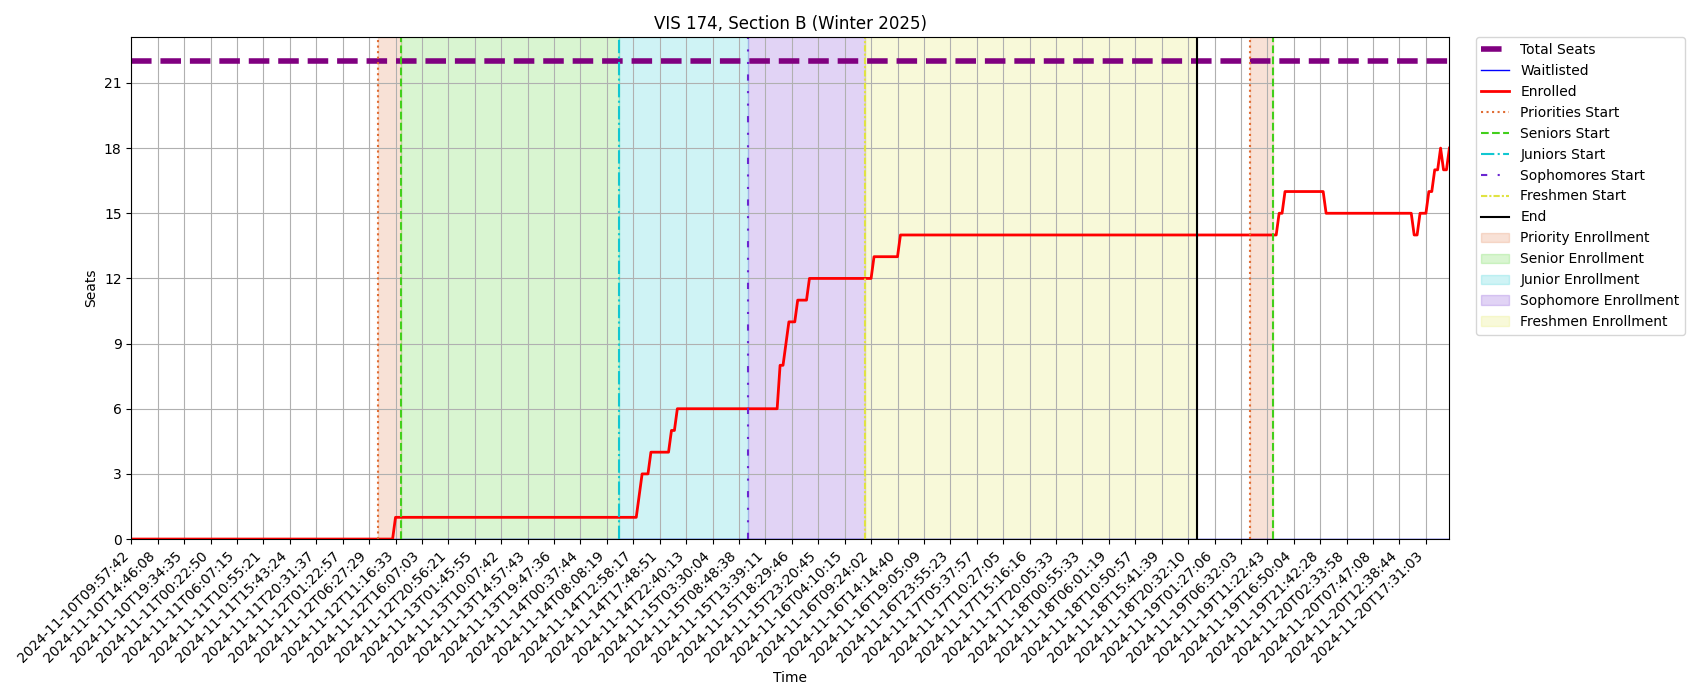 VIS 174, Section B (Winter 2025)
Total Seats
Waitlisted
Enrolled
Priorities Start
Seniors Start
Juniors Start
Sophomores Start
Freshmen Start
End
Priority Enrollment
Senior Enrollment
Junior Enrollment
Sophomore Enrollment
Freshmen Enrollment
Seats
21
18
15
12
9
6
3
0
2024-11-10T09:57:42
2024-11-10T14:46:08
2024-11-10T19:34:35
2024-11-11T00:22:50
2024-11-11T06:07:15
2024-11-11T10:55:21
2024-11-11T15:43:24
2024-11-11T20:31:37
2024-11-12T01:22:57
2024-11-12T06:27:29
2024-11-12T11:16:33
2024-11-12T16:07:03
2024-11-12T20:56:21
2024-11-13T01:45:55
2024-11-13T10:07:42
2024-11-13T14:57:43
2024-11-13T19:47:36
2024-11-14T00:37:44
2024-11-14T08:08:19
2024-11-14T12:58:17
2024-11-14T17:48:51
2024-11-14T22:40:13
2024-11-15T03:30:04
2024-11-15T08:48:38
2024-11-15T13:39:11
2024-11-15T18:29:46
2024-11-15T23:20:45
2024-11-16T04:10:15
2024-11-16T09:24:02
2024-11-16T14:14:40
2024-11-16T19:05:09
2024-11-16T23:55:23
2024-11-17T05:37:57
2024-11-17T10:27:05
2024-11-17T15:16:16
2024-11-17T20:05:33
2024-11-18T00:55:33
2024-11-18T06:01:19
2024-11-18T10:50:57
2024-11-18T15:41:39
2024-11-18T20:32:10
2024-11-19T01:27:06
2024-11-19T06:32:03
2024-11-19T11:22:43
2024-11-19T16:50:04
2024-11-19T21:42:28
2024-11-20T02:33:58
2024-11-20T07:47:08
2024-11-20T12:38:44
2024-11-20T17:31:03
Time